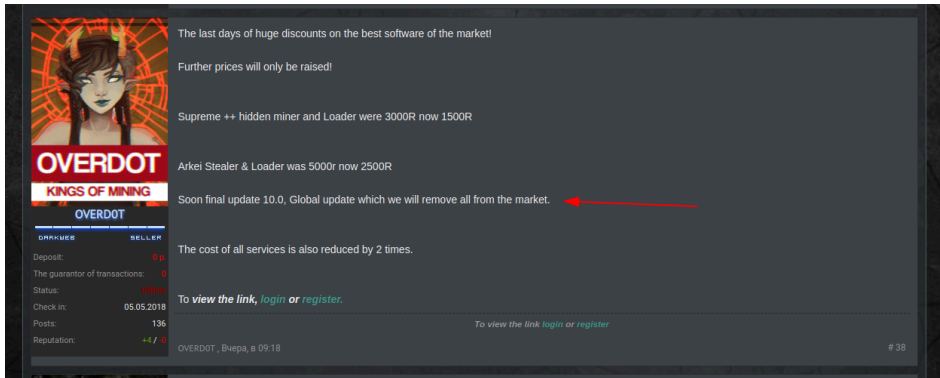 The last days of huge discounts on the best software of the market!
Further prices will only be raised!
Supreme ++ hidden miner and Loader were 3000R now 1500R
Arkei Stealer & Loader was 5000r now 2500R
Soon final update 10.0, Global update which we will remove all from the market.
The cost of all services is also reduced by 2 times.
To view the link, login or register.
To view the link login or register
OVERD0T , Вчера, в 09:18
# 38
OVERDOT
KINGS OF MINING
OVERD0T
DARKWEB SELLER
Deposit: 0 р.
The guarantor of transactions: 0
Status:
Check in: 05.05.2018
Posts: 136
Reputation: +4 / -0